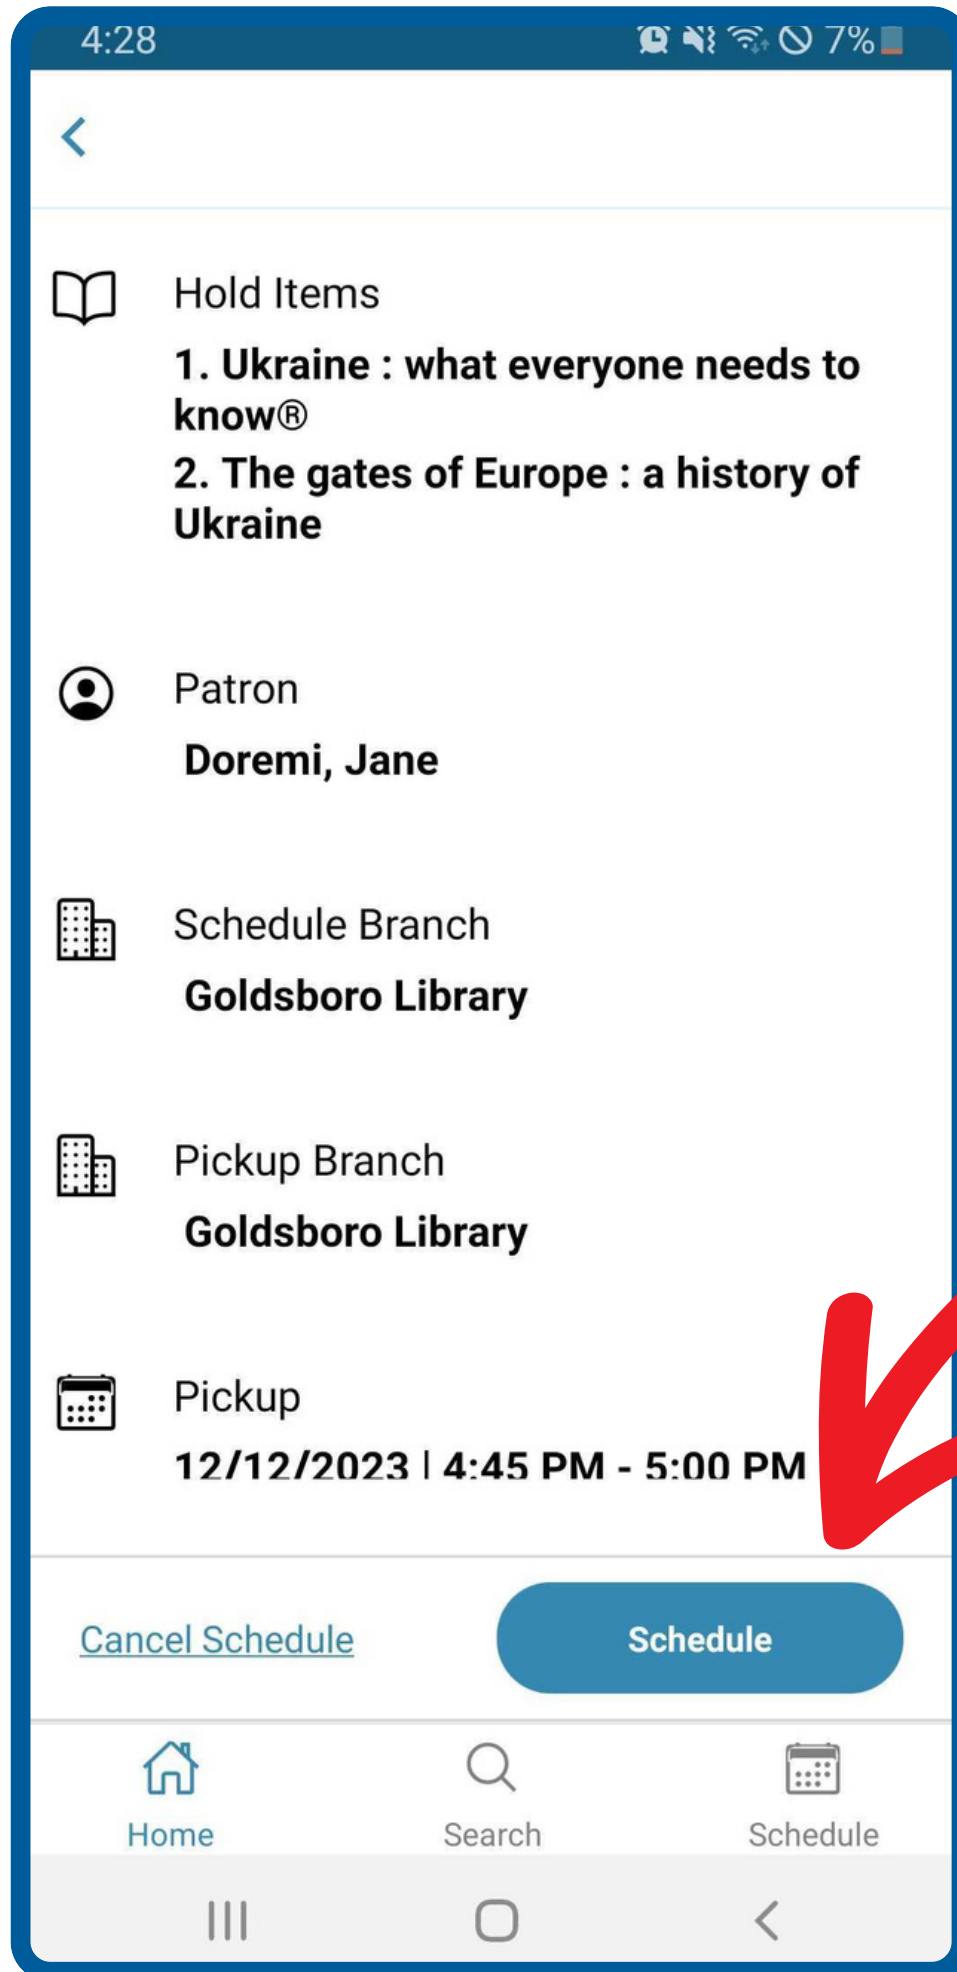 4:28 7%
Hold Items
1. Ukraine : what everyone needs to
know®
2. The gates of Europe : a history of
Ukraine
Patron
Doremi, Jane
Schedule Branch
Goldsboro Library
Pickup Branch
Goldsboro Library
Pickup
12/12/2023 | 4:45 PM - 5:00 PM
Cancel Schedule Schedule
Home Search Schedule